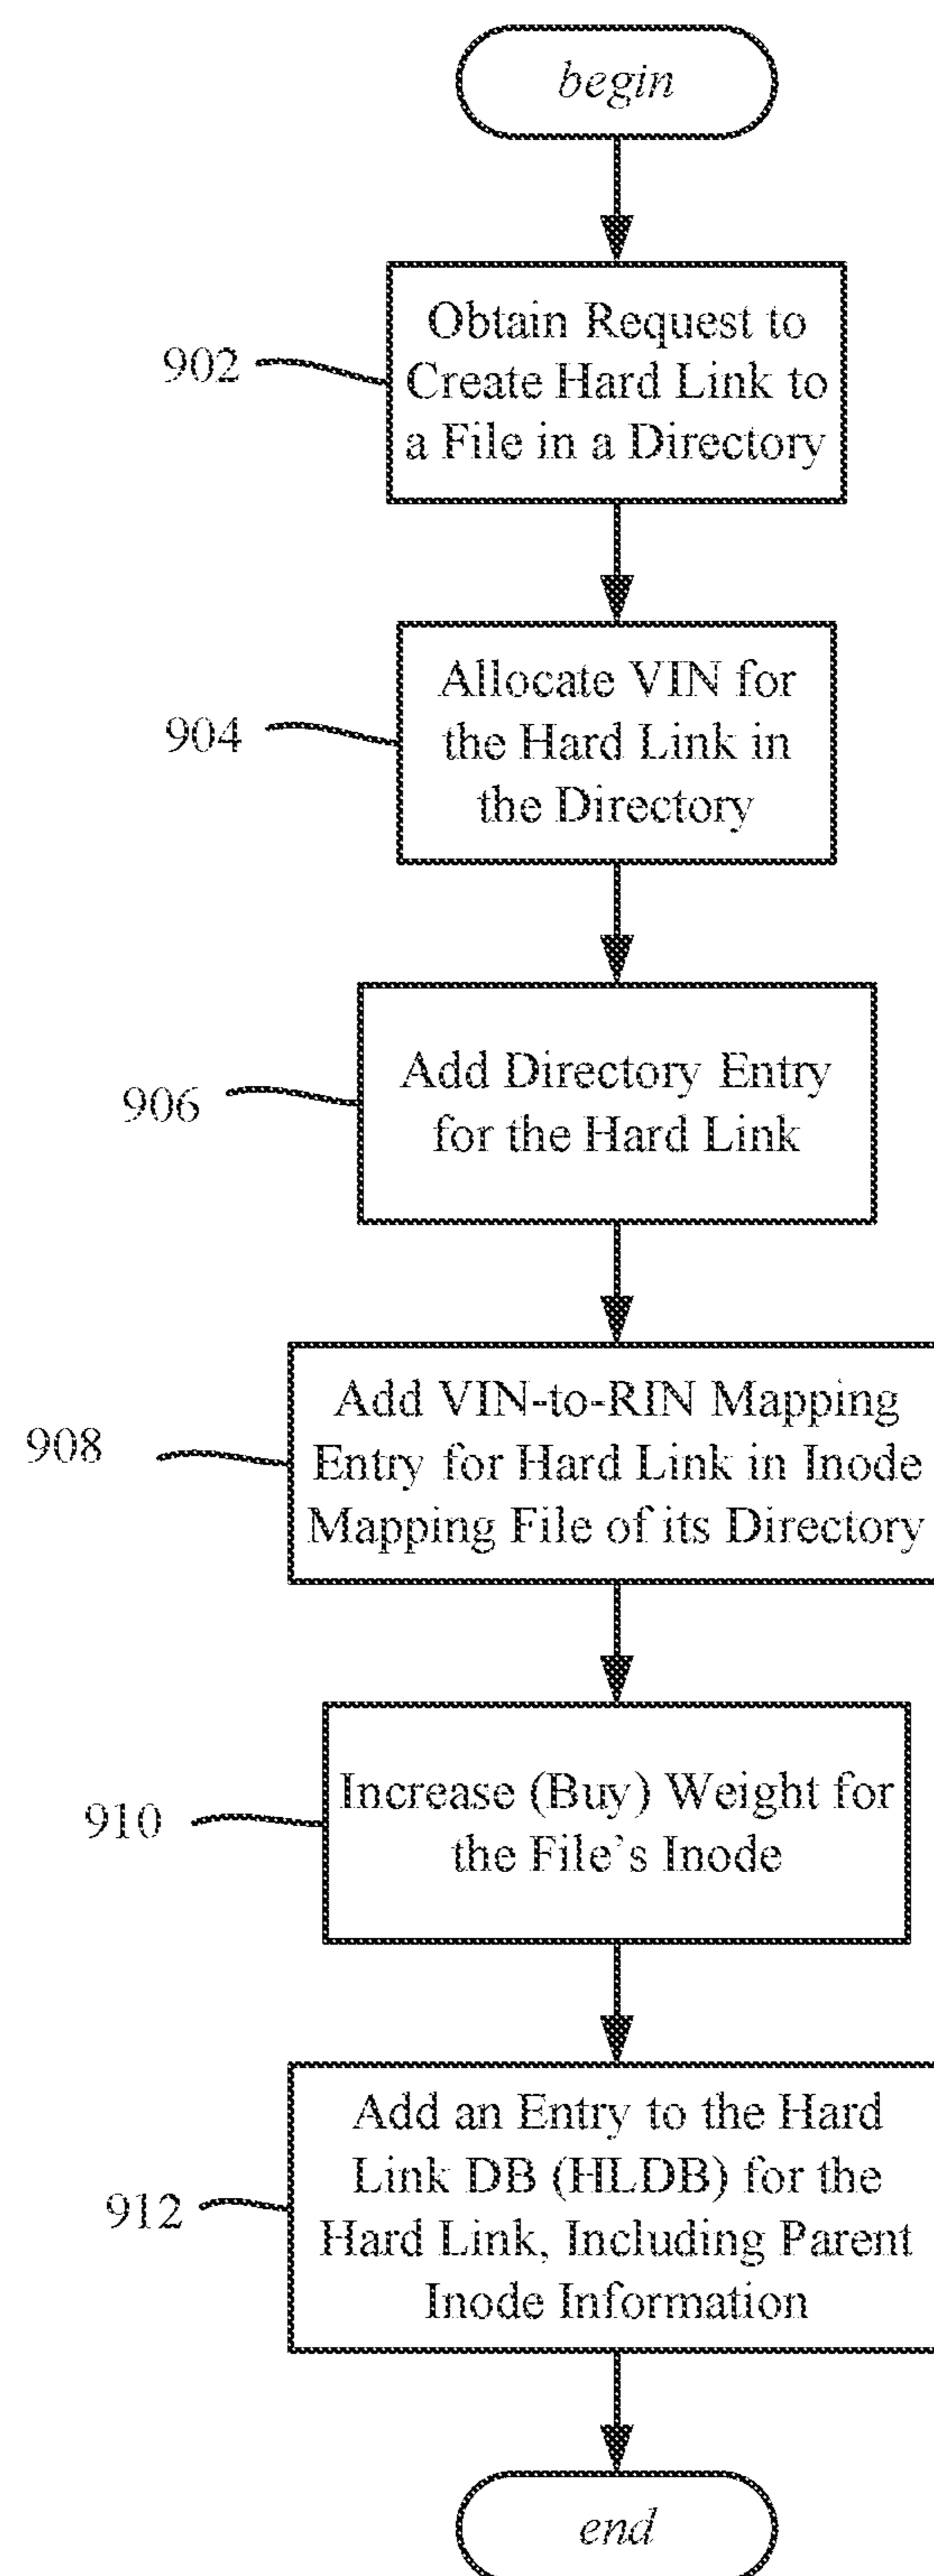 begin
902
Obtain Request to
Create Hard Link to
a File in a Directory
904
Allocate VIN for
the Hard Link in
the Directory
906
Add Directory Entry
for the Hard Link
908
Add VIN-to-RIN Mapping
Entry for Hard Link in Inode
Mapping File of its Directory
910
Increase (Buy) Weight for
the File's Inode
912
Add an Entry to the Hard
Link DB (HLDB) for the
Hard Link, Including Parent
Inode Information
end